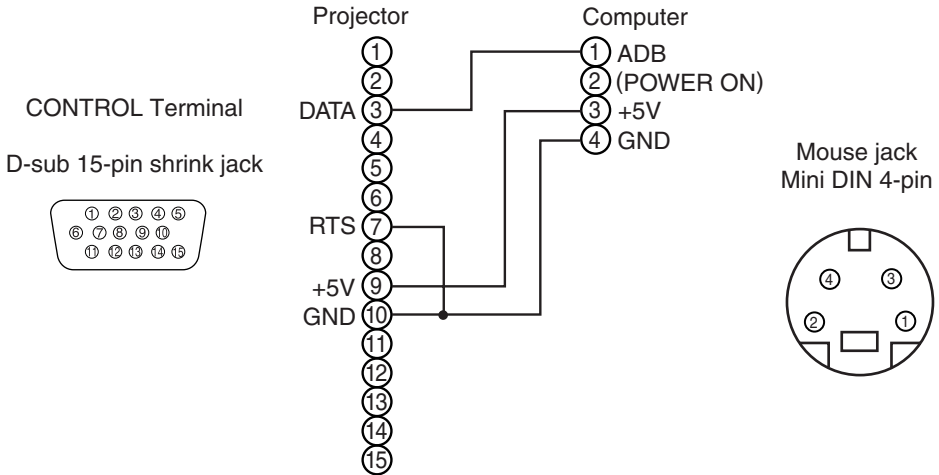 Projector
Computer
CONTROL Terminal
D-sub 15-pin shrink jack
① ② ③ ④ ⑤
⑥ ⑦ ⑧ ⑨ ⑩
⑪ ⑫ ⑬ ⑭ ⑮
①
②
DATA ③
④
⑤
⑥
RTS ⑦
⑧
+5V ⑨
GND ⑩
⑪
⑫
⑬
⑭
⑮
① ADB
② (POWER ON)
③ +5V
④ GND
Mouse jack
Mini DIN 4-pin
④ ③
② ①